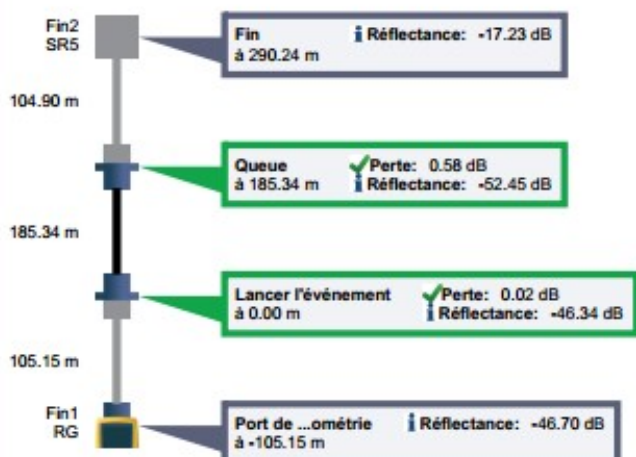 Fin2
SR5
Fin
à 290.24 m
Réflectance: -17.23 dB
104.90 m
Queue
à 185.34 m
Perte: 0.58 dB
Réflectance: -52.45 dB
185.34 m
Lancer l'événement
à 0.00 m
Perte: 0.02 dB
Réflectance: -46.34 dB
105.15 m
Fin1
RG
Port de ...ométrie
à -105.15 m
Réflectance: -46.70 dB